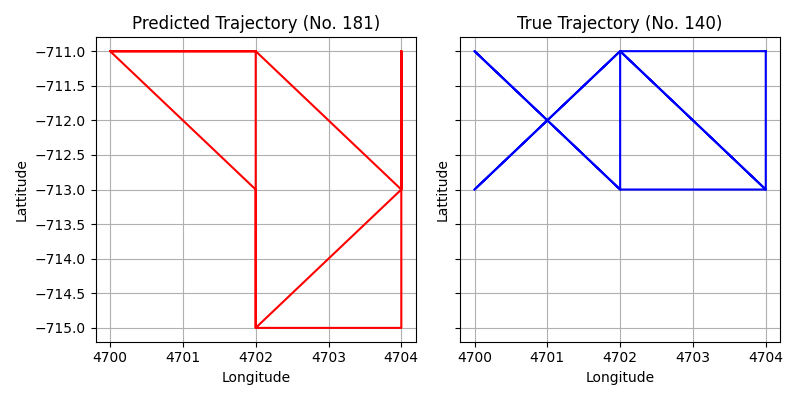 Predicted Trajectory (No. 181)
True Trajectory (No. 140)
−711.0
−711.5
−712.0
−712.5
−713.0
−713.5
−714.0
−714.5
−715.0
Lattitude
Lattitude
4700 4701 4702 4703 4704
4700 4701 4702 4703 4704
Longitude
Longitude